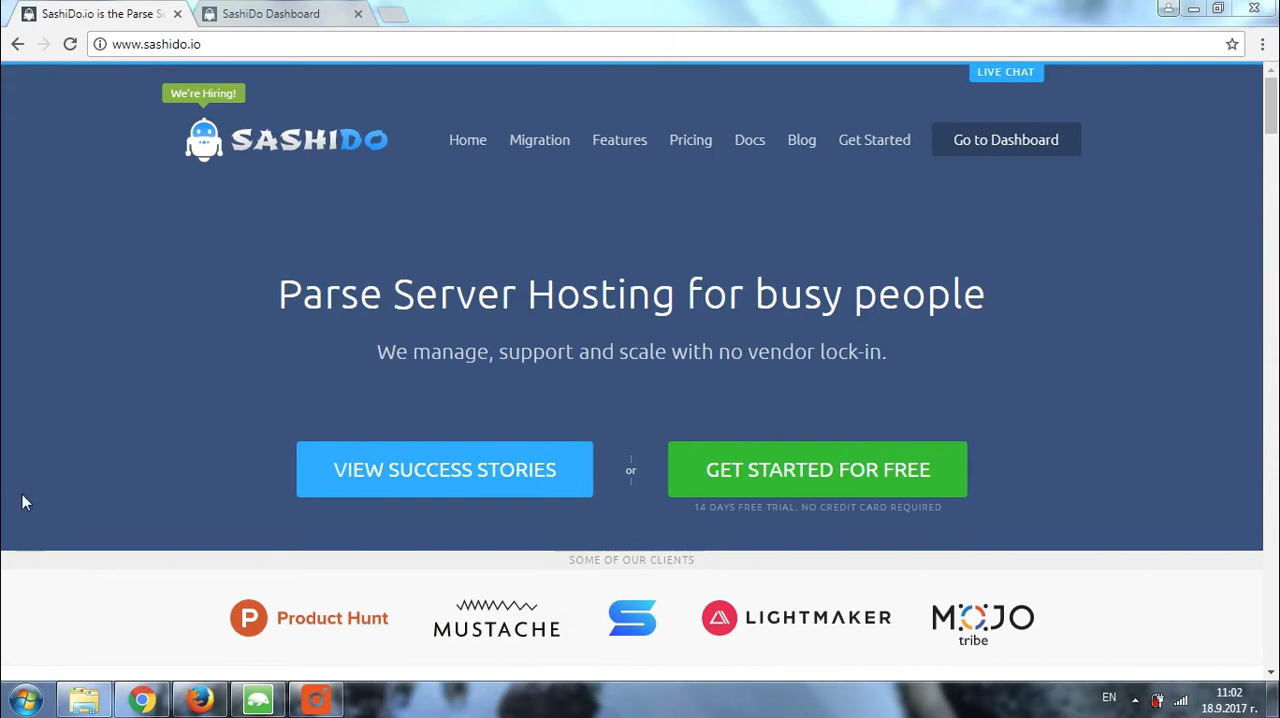 SashiDo.io is the Parse Se
SashiDo Dashboard
www.sashido.io
LIVE CHAT
We're Hiring!
SASHIDO
Home
Migration
Features
Pricing
Docs
Blog
Get Started
Go to Dashboard
Parse Server Hosting for busy people
We manage, support and scale with no vendor lock-in.
VIEW SUCCESS STORIES
or
GET STARTED FOR FREE
14 DAYS FREE TRIAL. NO CREDIT CARD REQUIRED
SOME OF OUR CLIENTS
P Product Hunt
MUSTACHE
S
LIGHTMAKER
MOJO
tribe
EN
11:02
18.9.2017 г.